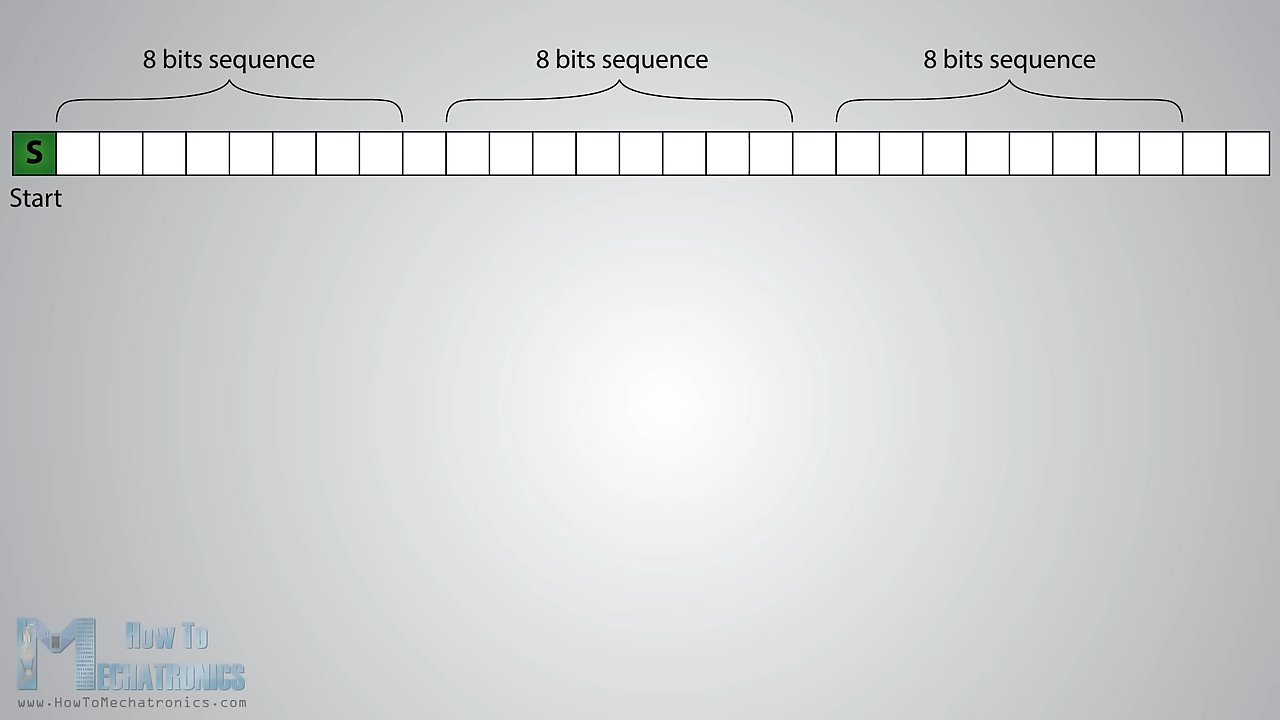 8 bits sequence 8 bits sequence 8 bits sequence
S
Start
How To
MECHATRONICS
www.HowToMechatronics.com